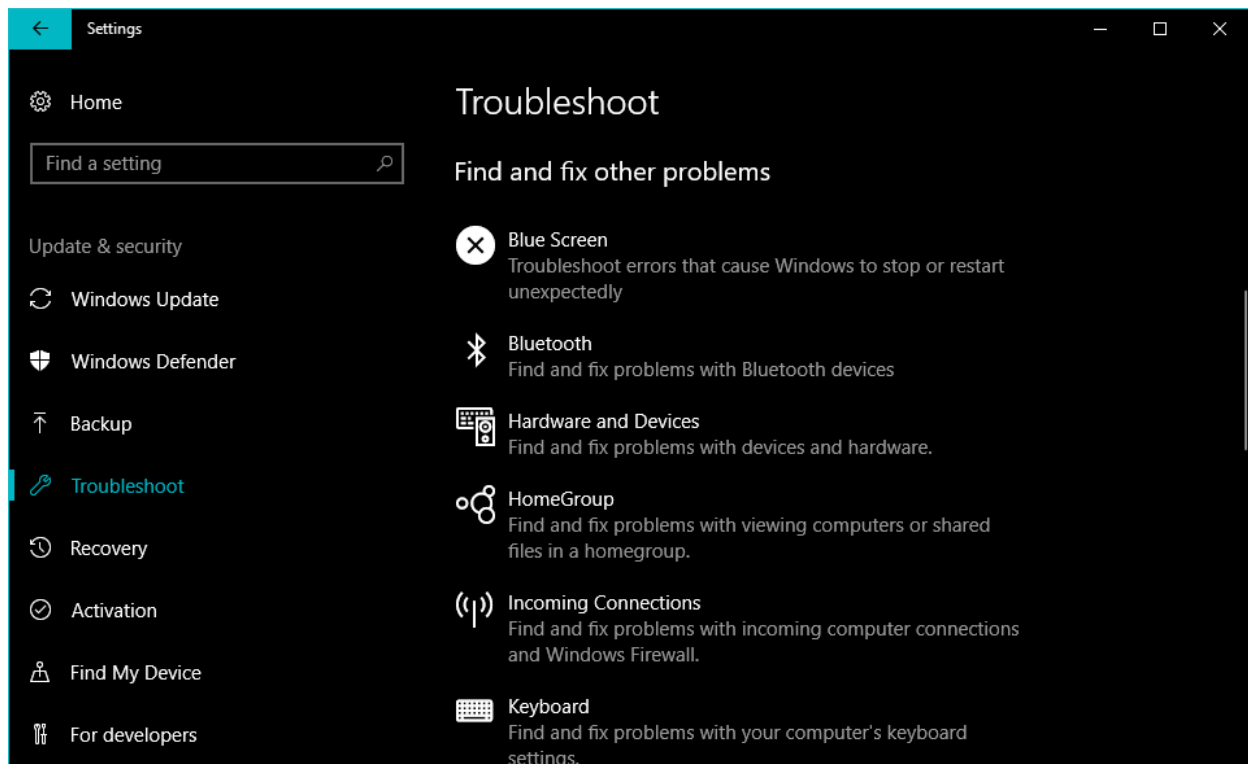 Settings
Home
Find a setting
Update & security
Windows Update
Windows Defender
Backup
Troubleshoot
Recovery
Activation
Find My Device
For developers
Troubleshoot
Find and fix other problems
Blue Screen
Troubleshoot errors that cause Windows to stop or restart
unexpectedly
Bluetooth
Find and fix problems with Bluetooth devices
Hardware and Devices
Find and fix problems with devices and hardware.
HomeGroup
Find and fix problems with viewing computers or shared
files in a homegroup.
Incoming Connections
Find and fix problems with incoming computer connections
and Windows Firewall.
Keyboard
Find and fix problems with your computer's keyboard
settings.